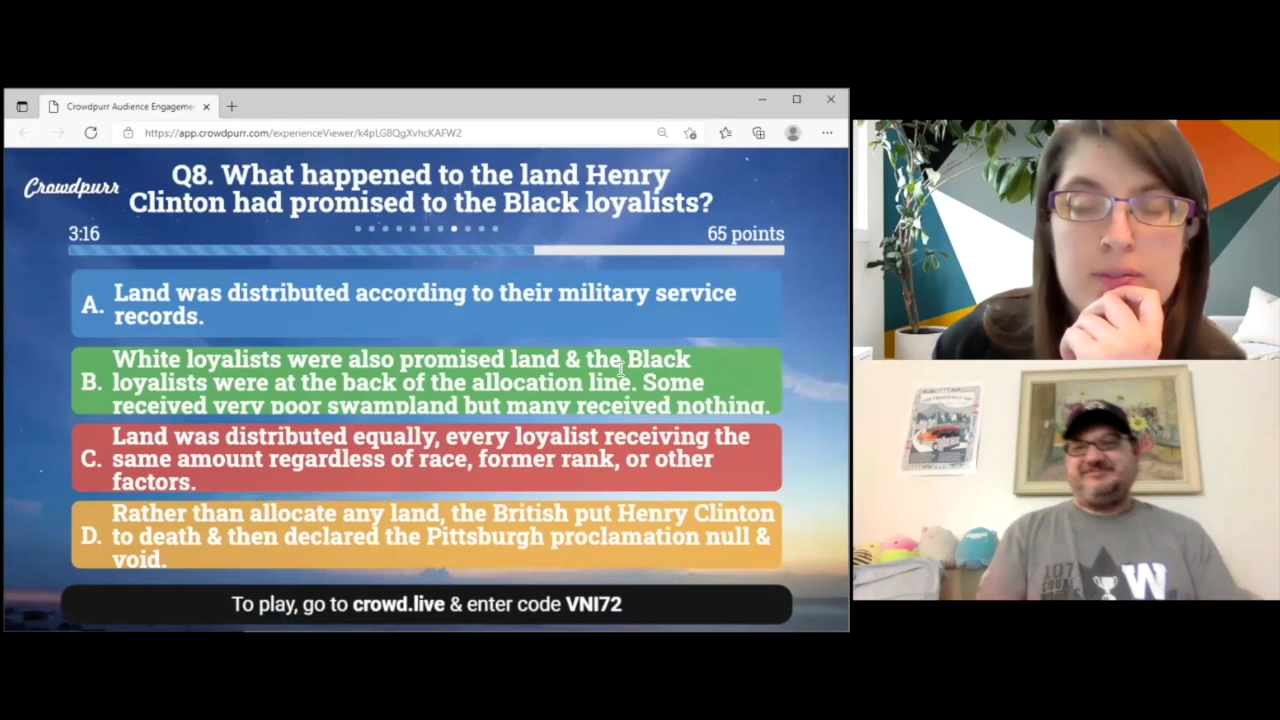 Crowdpurr Audience Engageme
https://app.crowdpurr.com/experienceViewer/k4pLG8QgXvhcKAFW2
Crowdpurr
Q8. What happened to the land Henry
Clinton had promised to the Black loyalists?
3:16
65 points
A. Land was distributed according to their military service
records.
White loyalists were also promised land & the Black
B. loyalists were at the back of the allocation line. Some
received very poor swampland but many received nothing.
Land was distributed equally, every loyalist receiving the
C. same amount regardless of race, former rank, or other
factors.
Rather than allocate any land, the British put Henry Clinton
D. to death & then declared the Pittsburgh proclamation null &
void.
To play, go to crowd.live & enter code VNI72
107
W